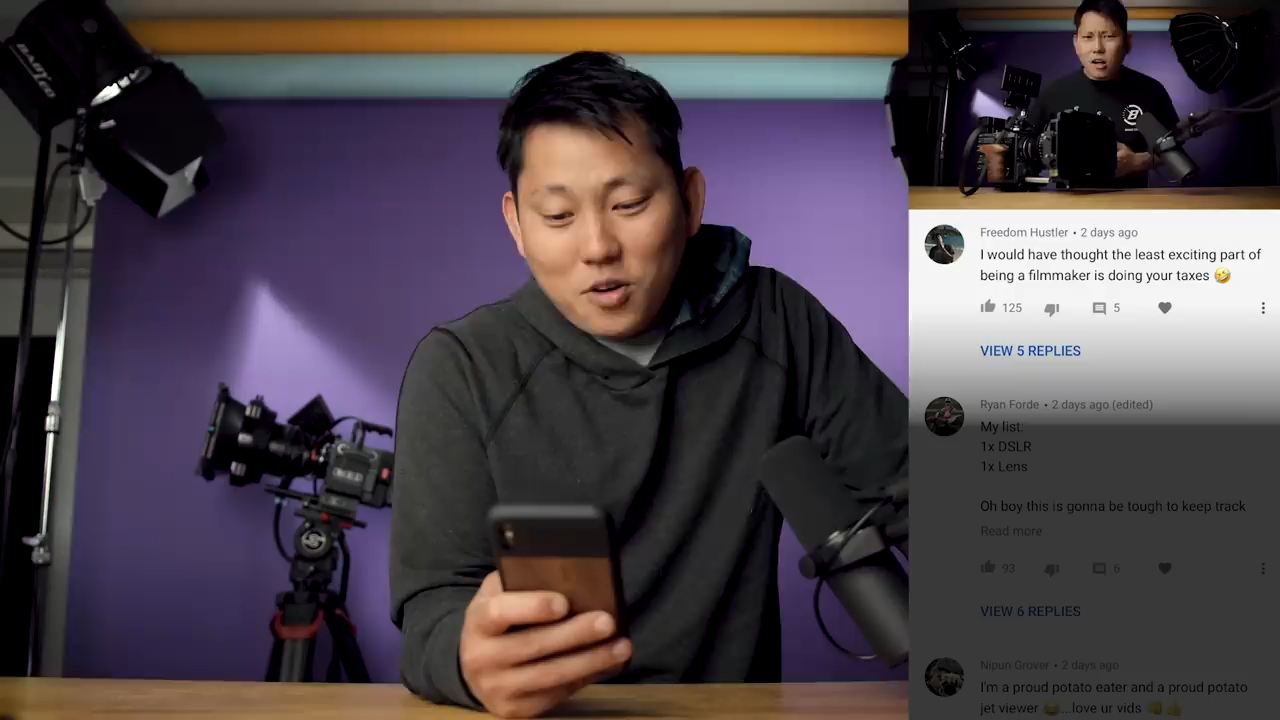 BARTO
RED
B
Freedom Hustler • 2 days ago
I would have thought the least exciting part of
being a filmmaker is doing your taxes 🤣
125
5
VIEW 5 REPLIES
Ryan Forde • 2 days ago (edited)
My list:
1x DSLR
1x Lens
Oh boy this is gonna be tough to keep track
Read more
93
6
VIEW 6 REPLIES
Nipun Grover • 2 days ago
I'm a proud potato eater and a proud potato
jet viewer 😂...love ur vids 👊👍